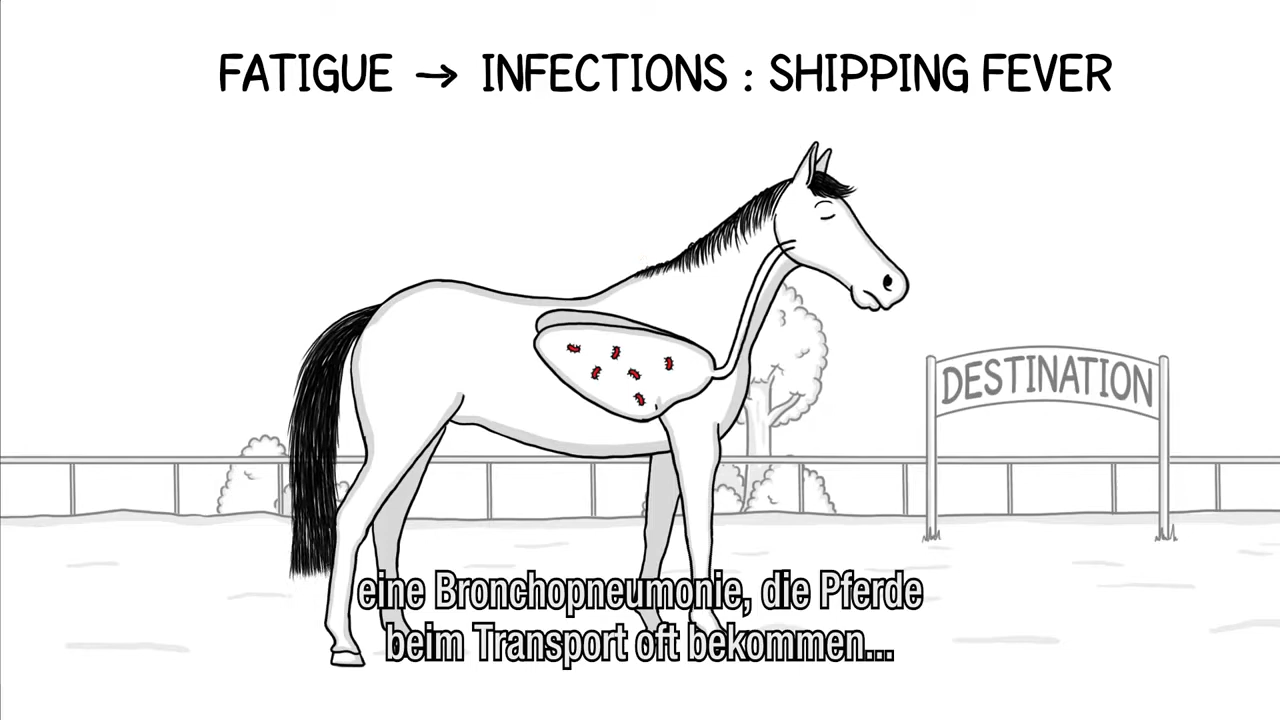 FATIGUE → INFECTIONS : SHIPPING FEVER
DESTINATION
eine Bronchopneumonie, die Pferde
beim Transport oft bekommen...